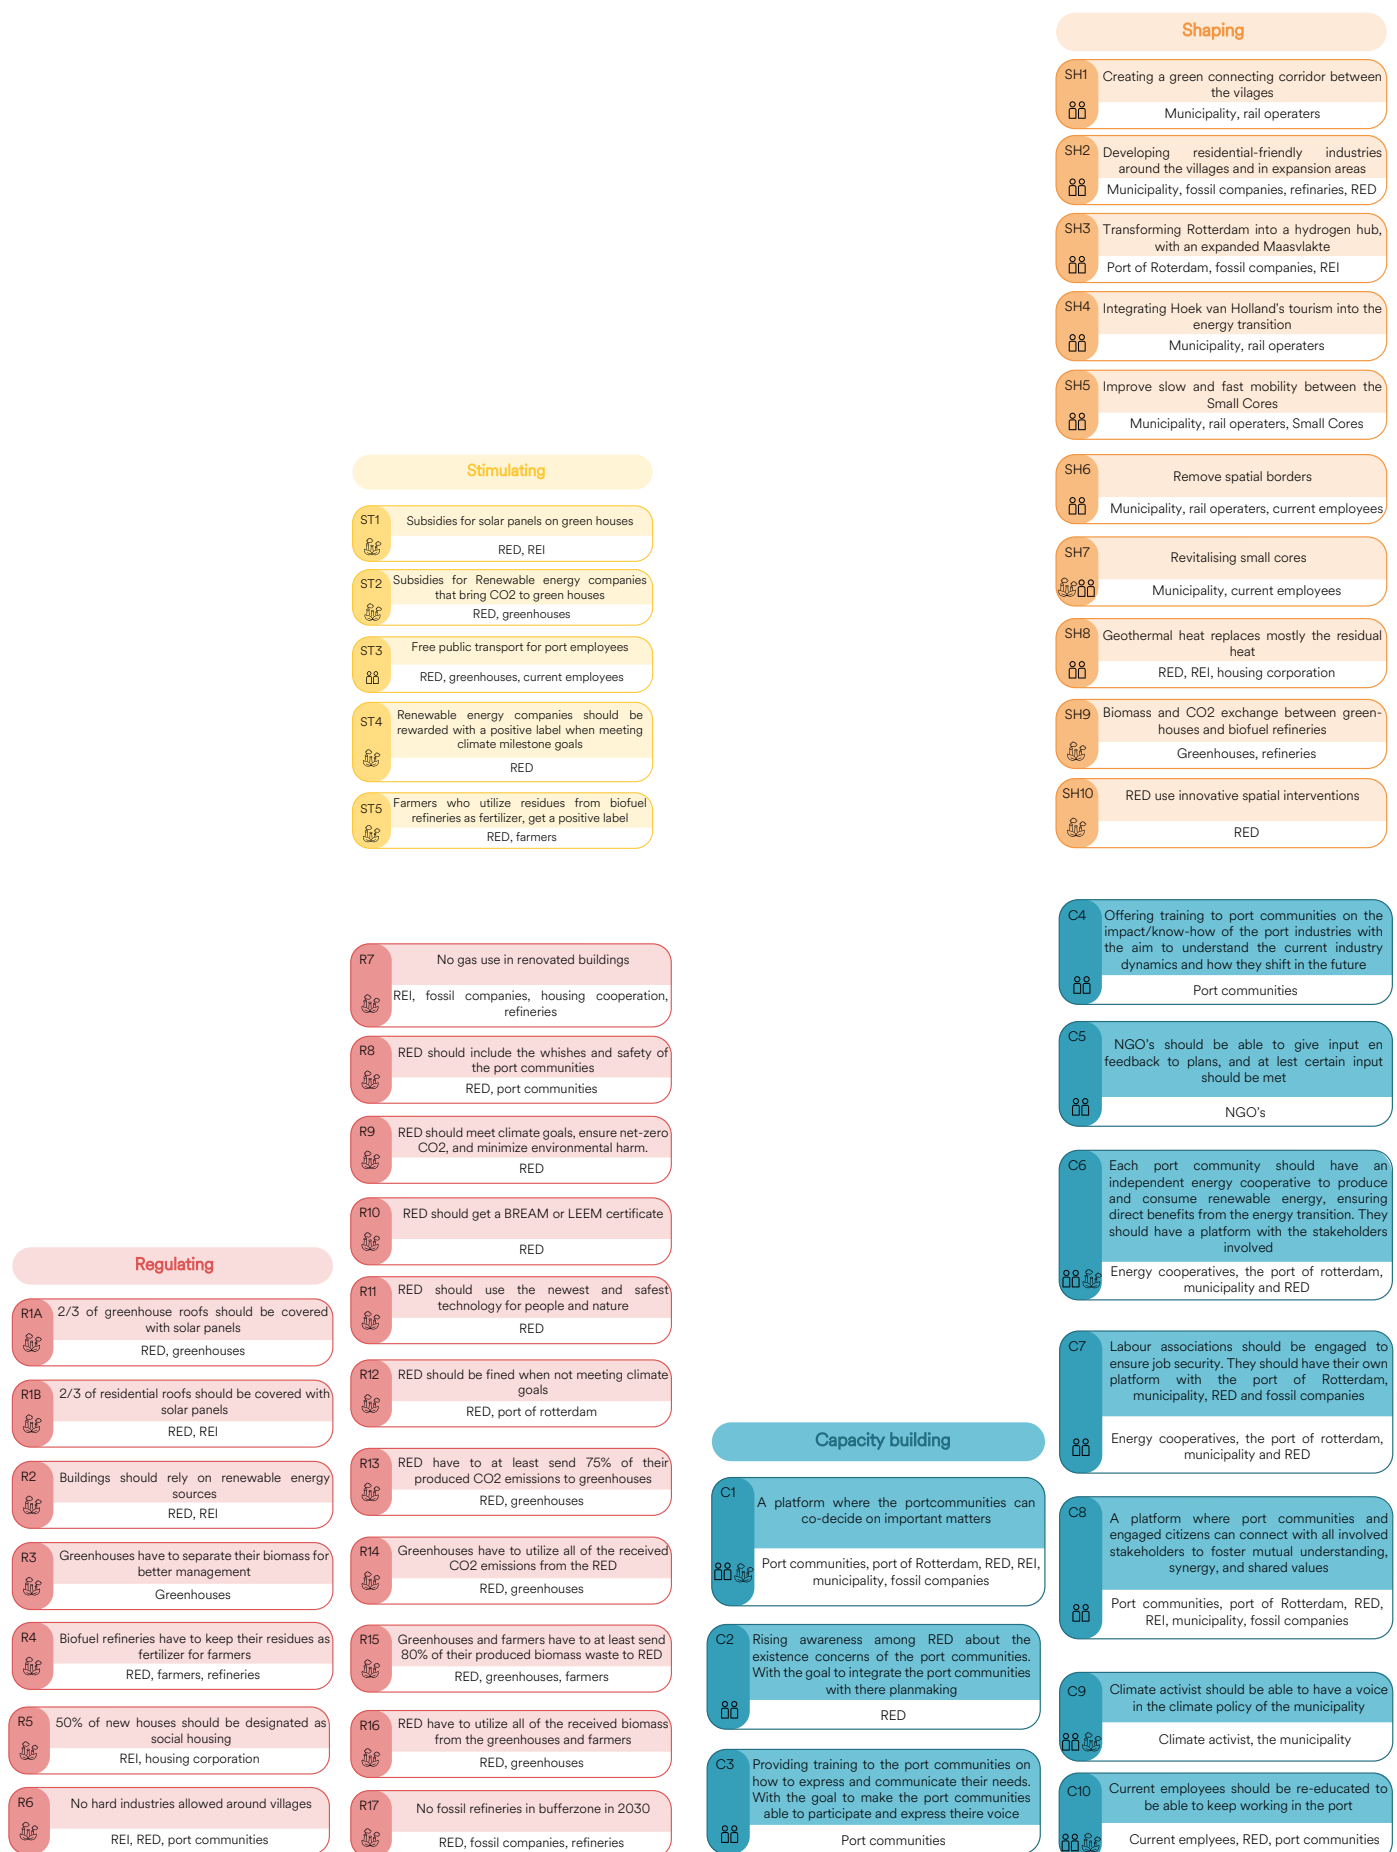 Shaping
SH1
Creating a green connecting corridor between
the vilages
Municipality, rail operaters
SH2
Developing residential-friendly industries
around the villages and in expansion areas
Municipality, fossil companies, refinaries, RED
SH3
Transforming Rotterdam into a hydrogen hub,
with an expanded Maasvlakte
Port of Roterdam, fossil companies, REI
SH4
Integrating Hoek van Holland's tourism into the
energy transition
Municipality, rail operaters
SH5
Improve slow and fast mobility between the
Small Cores
Municipality, rail operaters, Small Cores
SH6
Remove spatial borders
Municipality, rail operaters, current employees
SH7
Revitalising small cores
Municipality, current employees
SH8
Geothermal heat replaces mostly the residual
heat
RED, REI, housing corporation
SH9
Biomass and CO2 exchange between green-
houses and biofuel refineries
Greenhouses, refineries
SH10
RED use innovative spatial interventions
RED
Stimulating
ST1
Subsidies for solar panels on green houses
RED, REI
ST2
Subsidies for Renewable energy companies
that bring CO2 to green houses
RED, greenhouses
ST3
Free public transport for port employees
RED, greenhouses, current employees
ST4
Renewable energy companies should be
rewarded with a positive label when meeting
climate milestone goals
RED
ST5
Farmers who utilize residues from biofuel
refineries as fertilizer, get a positive label
RED, farmers
Regulating
R1A
2/3 of greenhouse roofs should be covered
with solar panels
RED, greenhouses
R1B
2/3 of residential roofs should be covered with
solar panels
RED, REI
R2
Buildings should rely on renewable energy
sources
RED, REI
R3
Greenhouses have to separate their biomass for
better management
Greenhouses
R4
Biofuel refineries have to keep their residues as
fertilizer for farmers
RED, farmers, refineries
R5
50% of new houses should be designated as
social housing
REI, housing corporation
R6
No hard industries allowed around villages
REI, RED, port communities
R7
No gas use in renovated buildings
REI, fossil companies, housing cooperation,
refineries
R8
RED should include the whishes and safety of
the port communities
RED, port communities
R9
RED should meet climate goals, ensure net-zero
CO2, and minimize environmental harm.
RED
R10
RED should get a BREAM or LEEM certificate
RED
R11
RED should use the newest and safest
technology for people and nature
RED
R12
RED should be fined when not meeting climate
goals
RED, port of rotterdam
R13
RED have to at least send 75% of their
produced CO2 emissions to greenhouses
RED, greenhouses
R14
Greenhouses have to utilize all of the received
CO2 emissions from the RED
RED, greenhouses
R15
Greenhouses and farmers have to at least send
80% of their produced biomass waste to RED
RED, greenhouses, farmers
R16
RED have to utilize all of the received biomass
from the greenhouses and farmers
RED, greenhouses
R17
No fossil refineries in bufferzone in 2030
RED, fossil companies, refineries
Capacity building
C1
A platform where the portcommunities can
co-decide on important matters
Port communities, port of Rotterdam, RED, REI,
municipality, fossil companies
C2
Rising awareness among RED about the
existence concerns of the port communities.
With the goal to integrate the port communities
with there planmaking
RED
C3
Providing training to the port communities on
how to express and communicate their needs.
With the goal to make the port communities
able to participate and express theire voice
Port communities
C4
Offering training to port communities on the
impact/know-how of the port industries with
the aim to understand the current industry
dynamics and how they shift in the future
Port communities
C5
NGO's should be able to give input en
feedback to plans, and at lest certain input
should be met
NGO's
C6
Each port community should have an
independent energy cooperative to produce
and consume renewable energy, ensuring
direct benefits from the energy transition. They
should have a platform with the stakeholders
involved
Energy cooperatives, the port of rotterdam,
municipality and RED
C7
Labour associations should be engaged to
ensure job security. They should have their own
platform with the port of Rotterdam,
municipality, RED and fossil companies
Energy cooperatives, the port of rotterdam,
municipality and RED
C8
A platform where port communities and
engaged citizens can connect with all involved
stakeholders to foster mutual understanding,
synergy, and shared values
Port communities, port of Rotterdam, RED,
REI, municipality, fossil companies
C9
Climate activist should be able to have a voice
in the climate policy of the municipality
Climate activist, the municipality
C10
Current employees should be re-educated to
be able to keep working in the port
Current emplyees, RED, port communities